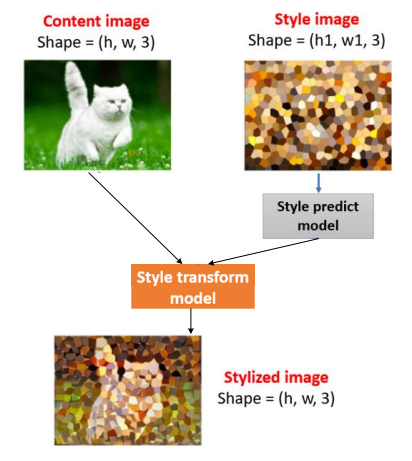 Content image
Shape = (h, w, 3)
Style image
Shape = (h1, w1, 3)
Style predict
model
Style transform
model
Stylized image
Shape = (h, w, 3)